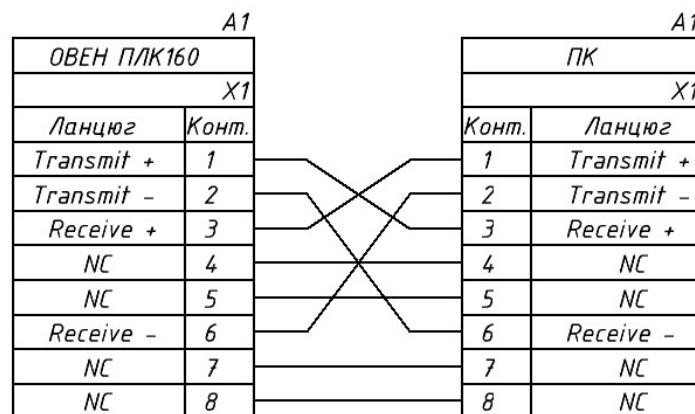 A1 A1
ОВЕН ПЛК160 ПК
X1 X1
Ланцюг Конт. Конт. Ланцюг
Transmit + 1 1 Transmit +
Transmit - 2 2 Transmit -
Receive + 3 3 Receive +
NC 4 4 NC
NC 5 5 NC
Receive - 6 6 Receive -
NC 7 7 NC
NC 8 8 NC